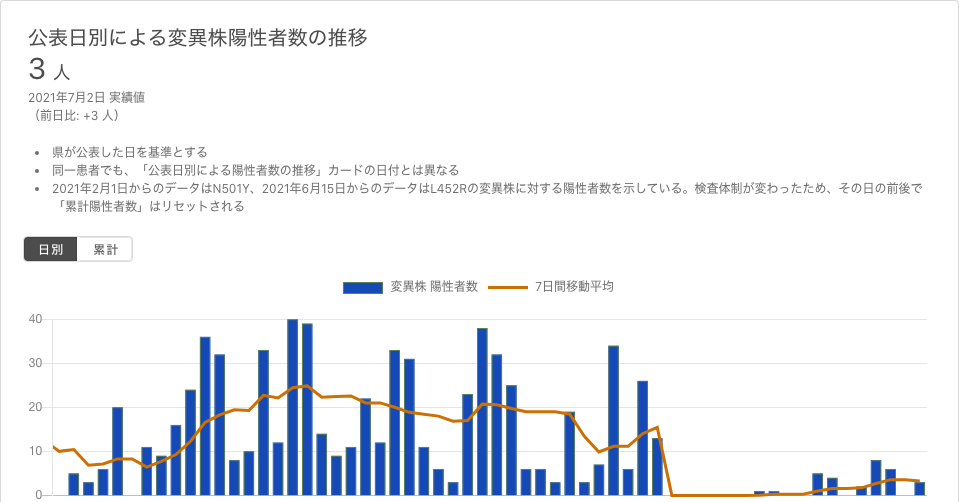 公表日別による変異株陽性者数の推移
3 人
2021年7月2日 実績値
（前日比: +3 人）
• 県が公表した日を基準とする
• 同一患者でも、「公表日別による陽性者数の推移」カードの日付とは異なる
• 2021年2月1日からのデータはN501Y、2021年6月15日からのデータはL452Rの変異株に対する陽性者数を示している。検査体制が変わったため、その日の前後で
「累計陽性者数」はリセットされる
日別 累計
変異株 陽性者数 7日間移動平均
40
30
20
10
0